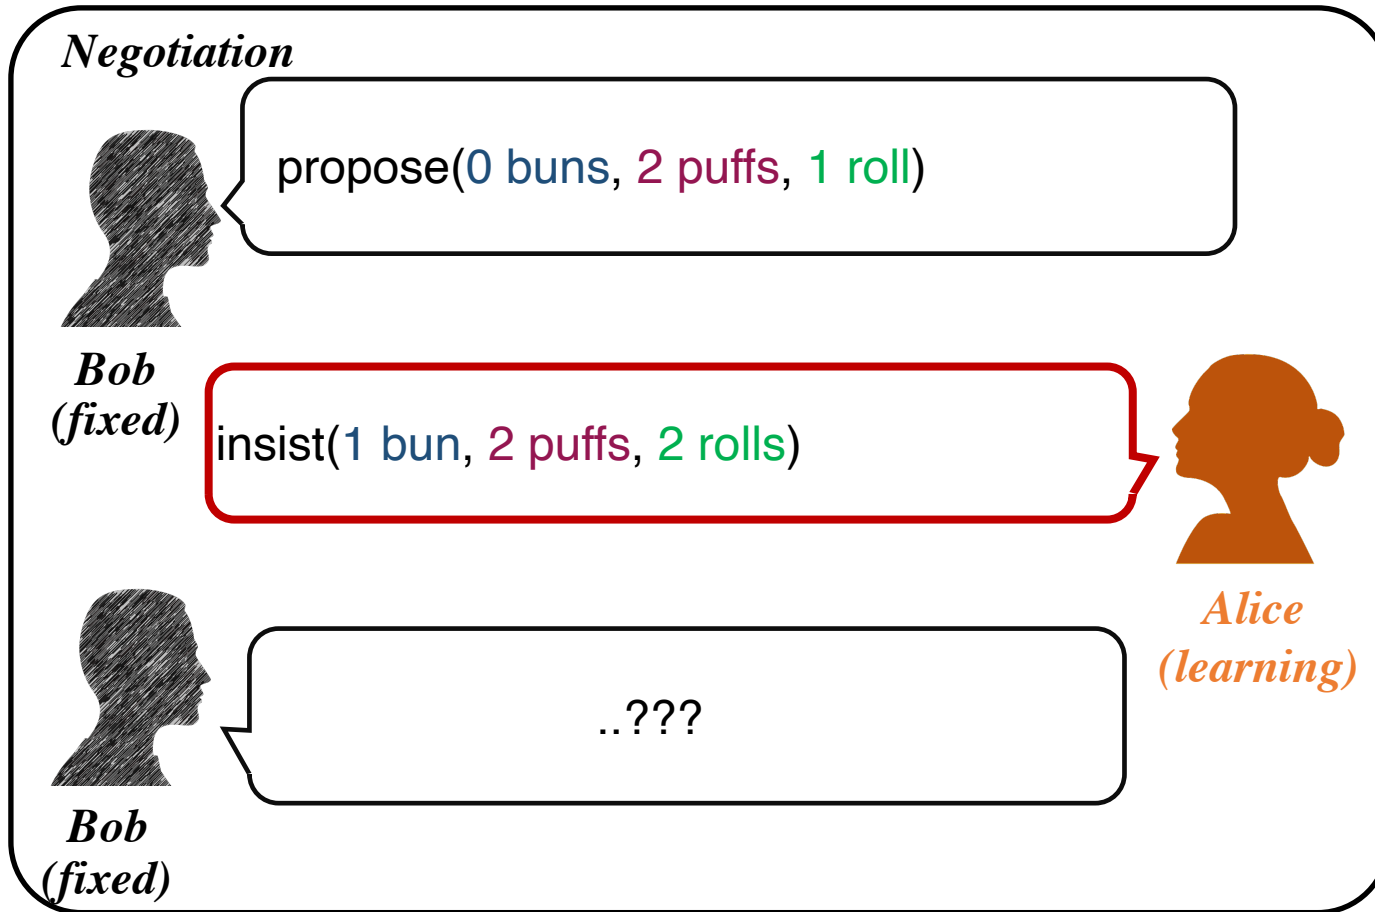 Negotiation
propose(0 buns, 2 puffs, 1 roll)
Bob
(fixed)
insist(1 bun, 2 puffs, 2 rolls)
Alice
(learning)
..???
Bob
(fixed)